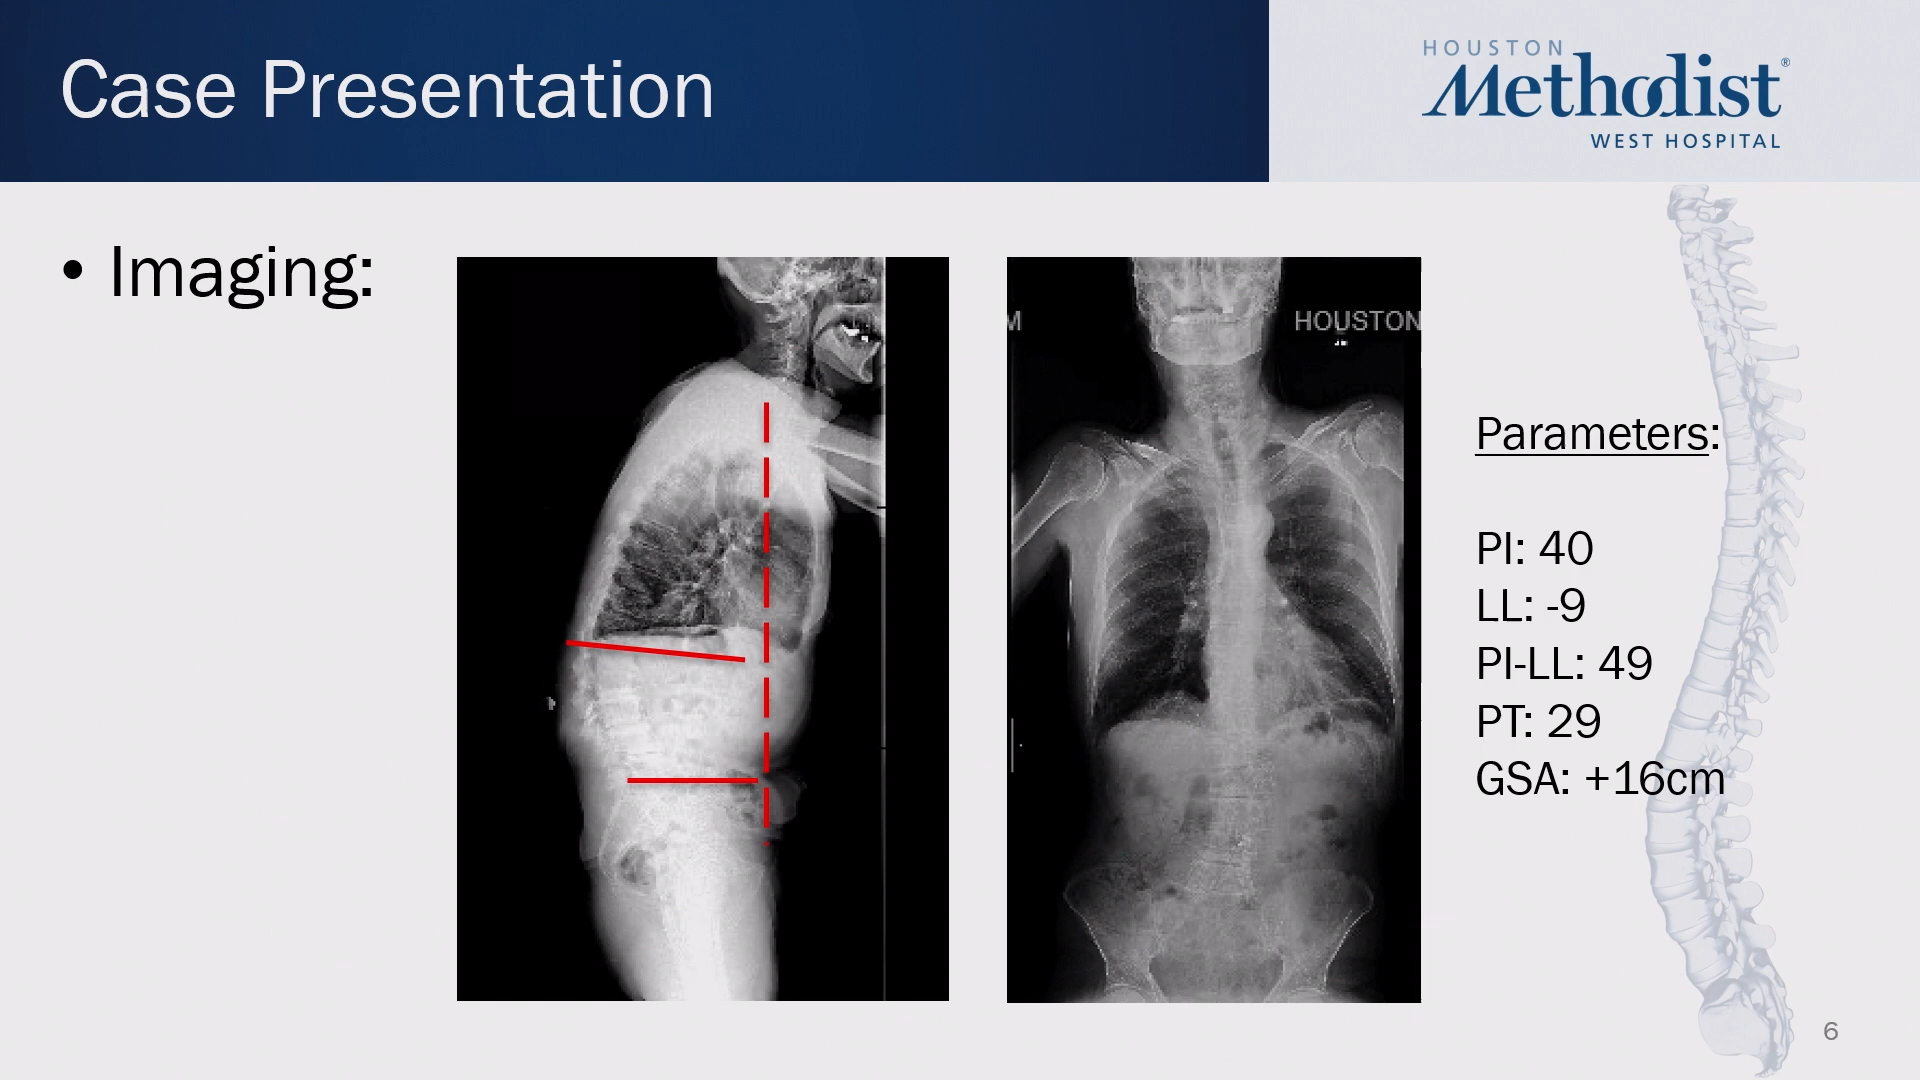 Case Presentation
HOUSTON
Methodist®
WEST HOSPITAL
• Imaging:
M
HOUSTON
Parameters:
PI: 40
LL: -9
PI-LL: 49
PT: 29
GSA: +16cm
6